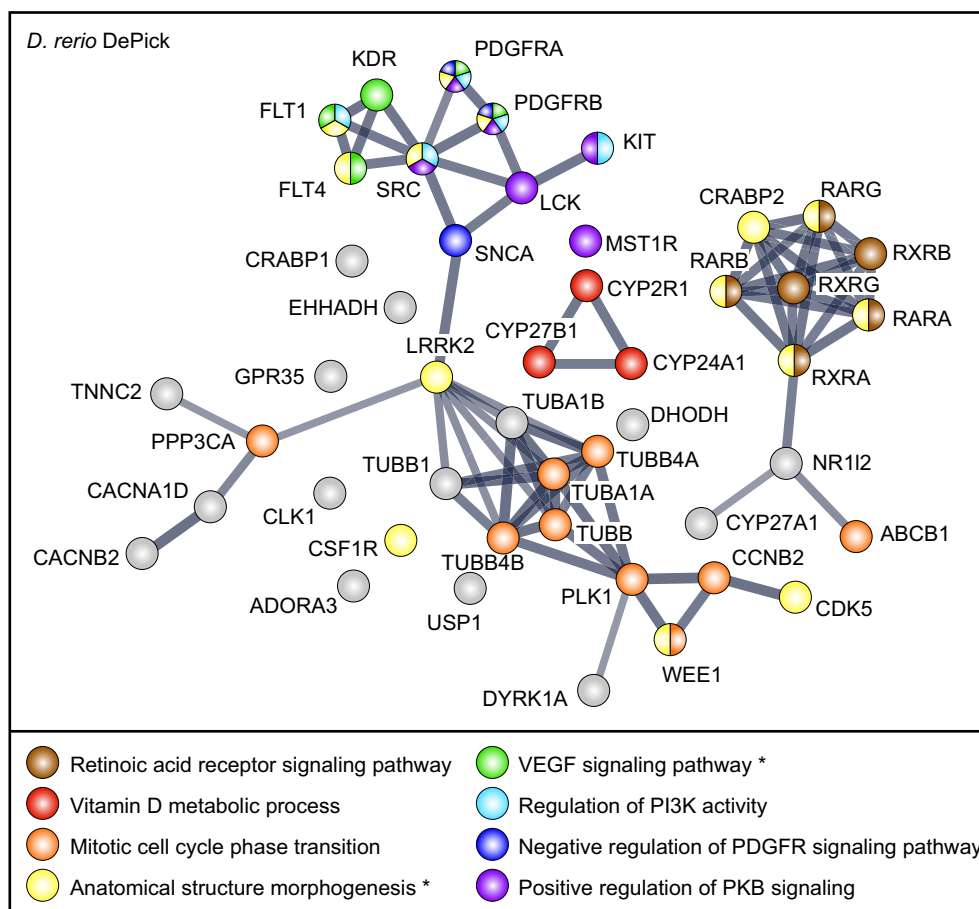 D. rerio DePick
PDGFRA
KDR
PDGFRB
FLT1
KIT
FLT4
SRC
LCK
CRABP2
RARG
SNCA
MST1R
CRABP1
RXRB
RARB
RXRG
CYP2R1
EHHADH
RARA
CYP27B1
LRRK2
CYP24A1
RXRA
GPR35
TNNC2
TUBA1B
DHODH
PPP3CA
TUBB1
TUBB4A
NR1I2
TUBA1A
CACNA1D
CLK1
CYP27A1
TUBB
ABCB1
CSF1R
CACNB2
TUBB4B
CCNB2
PLK1
ADORA3
USP1
CDK5
WEE1
DYRK1A
Retinoic acid receptor signaling pathway
Vitamin D metabolic process
Mitotic cell cycle phase transition
Anatomical structure morphogenesis *
VEGF signaling pathway *
Regulation of PI3K activity
Negative regulation of PDGFR signaling pathway
Positive regulation of PKB signaling